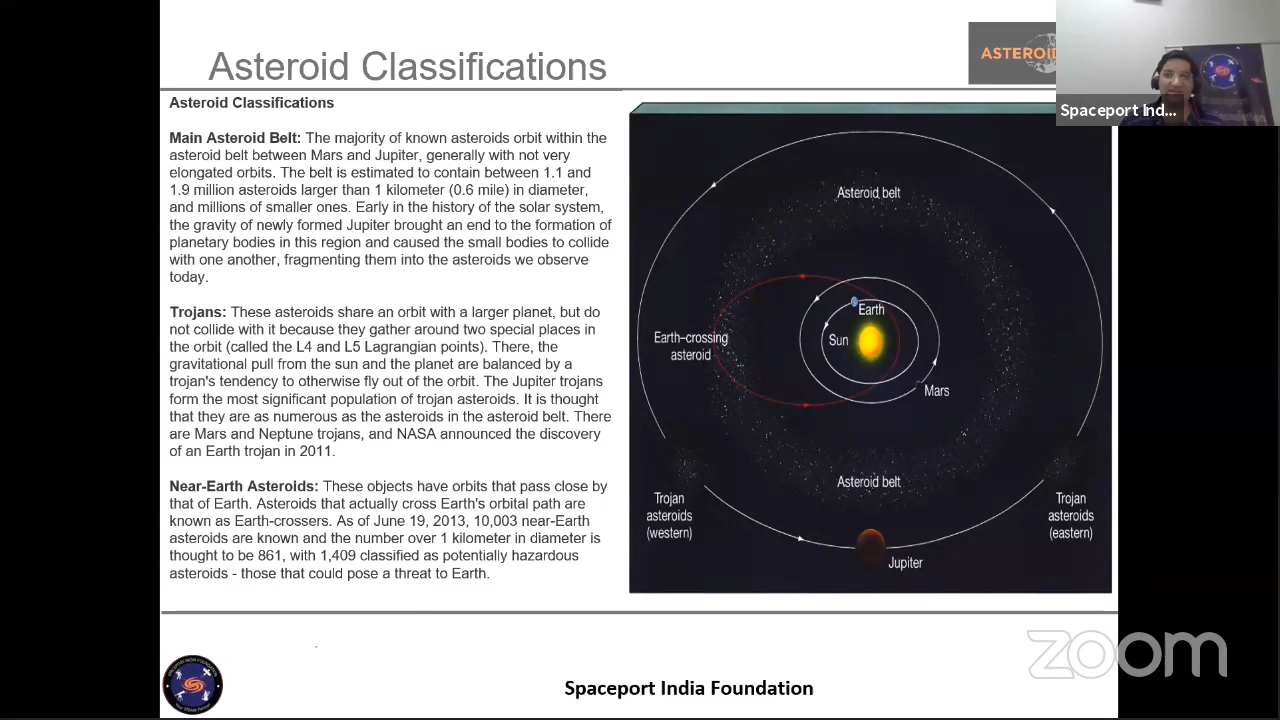 Asteroid Classifications
ASTEROID
Spaceport Ind...
Asteroid Classifications
Main Asteroid Belt: The majority of known asteroids orbit within the
asteroid belt between Mars and Jupiter, generally with not very
elongated orbits. The belt is estimated to contain between 1.1 and
1.9 million asteroids larger than 1 kilometer (0.6 mile) in diameter,
and millions of smaller ones. Early in the history of the solar system,
the gravity of newly formed Jupiter brought an end to the formation of
planetary bodies in this region and caused the small bodies to collide
with one another, fragmenting them into the asteroids we observe
today.
Trojans: These asteroids share an orbit with a larger planet, but do
not collide with it because they gather around two special places in
the orbit (called the L4 and L5 Lagrangian points). There, the
gravitational pull from the sun and the planet are balanced by a
trojan's tendency to otherwise fly out of the orbit. The Jupiter trojans
form the most significant population of trojan asteroids. It is thought
that they are as numerous as the asteroids in the asteroid belt. There
are Mars and Neptune trojans, and NASA announced the discovery
of an Earth trojan in 2011.
Near-Earth Asteroids: These objects have orbits that pass close by
that of Earth. Asteroids that actually cross Earth's orbital path are
known as Earth-crossers. As of June 19, 2013, 10,003 near-Earth
asteroids are known and the number over 1 kilometer in diameter is
thought to be 861, with 1,409 classified as potentially hazardous
asteroids - those that could pose a threat to Earth.
Asteroid belt
Earth
Sun
Earth–crossing
asteroid
Mars
Asteroid belt
Trojan
asteroids
(western)
Trojan
asteroids
(eastern)
Jupiter
zoom
Spaceport India Foundation